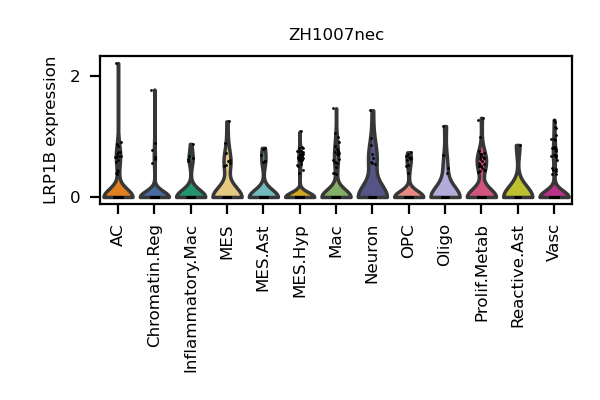 ZH1007nec
LRP1B expression
2
0
AC
Chromatin.Reg
Inflammatory.Mac
MES
MES.Ast
MES.Hyp
Mac
Neuron
OPC
Oligo
Prolif.Metab
Reactive.Ast
Vasc